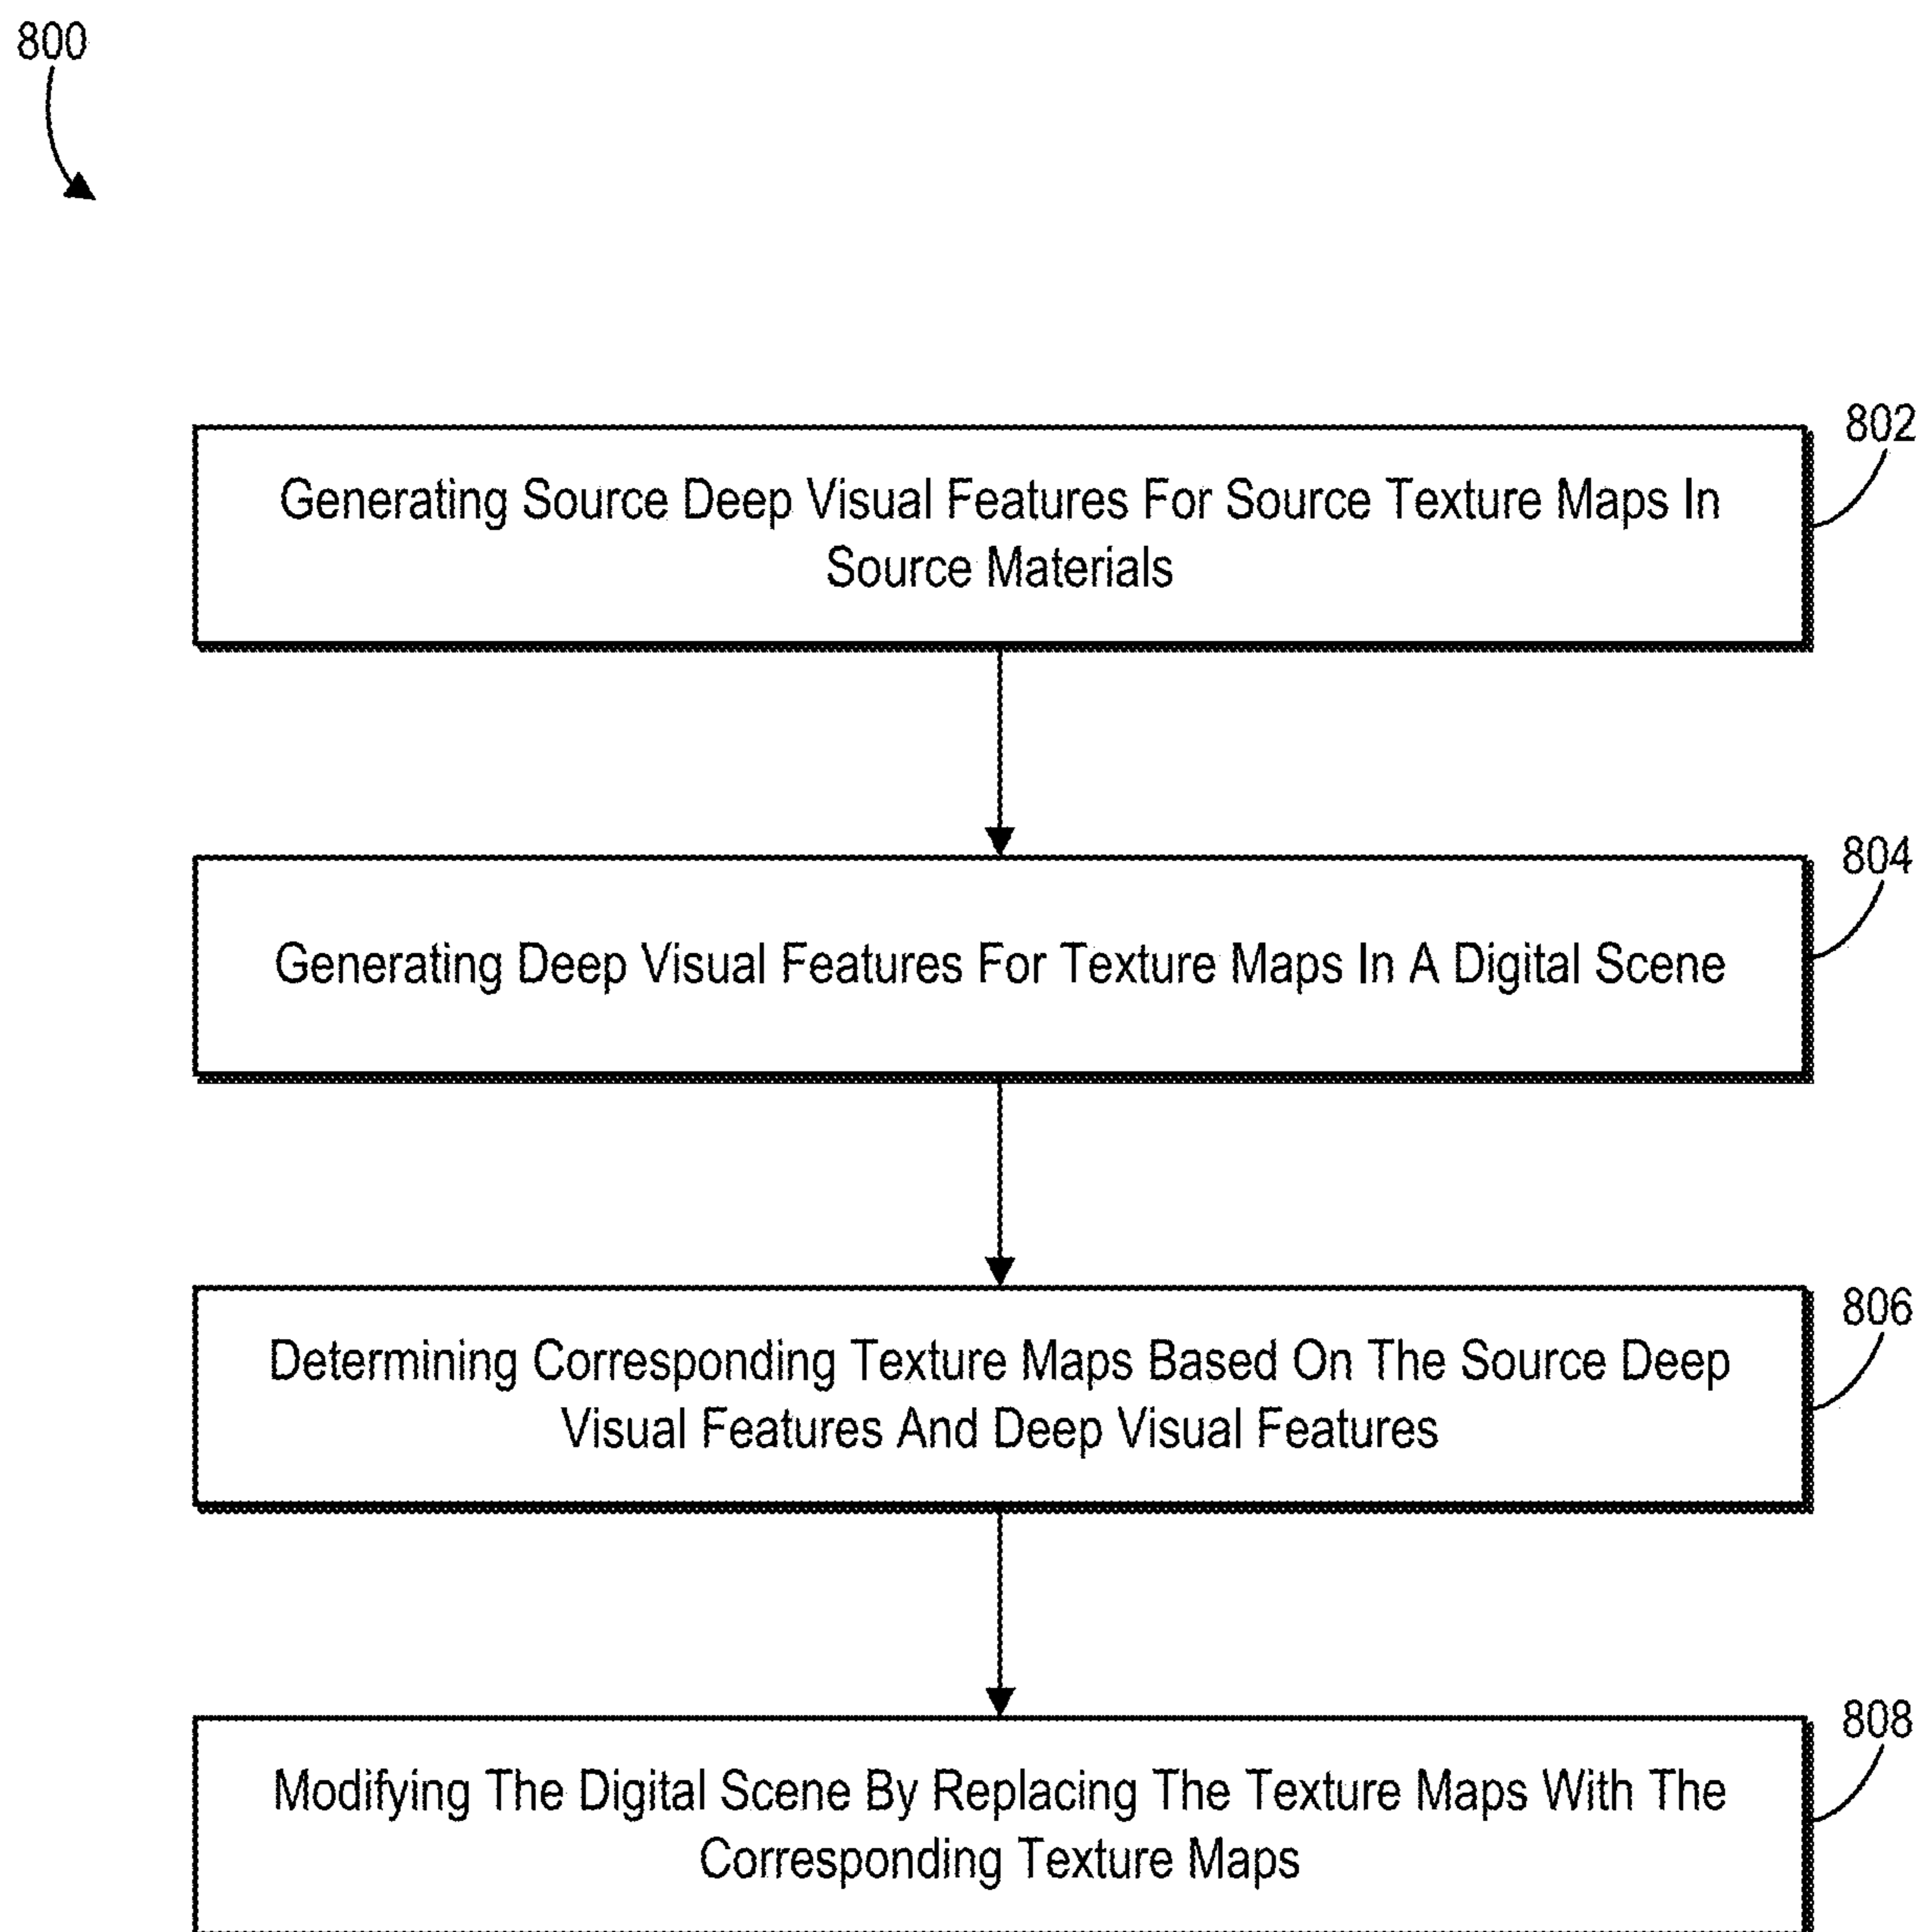 800
802
Generating Source Deep Visual Features For Source Texture Maps In
Source Materials
804
Generating Deep Visual Features For Texture Maps In A Digital Scene
806
Determining Corresponding Texture Maps Based On The Source Deep
Visual Features And Deep Visual Features
808
Modifying The Digital Scene By Replacing The Texture Maps With The
Corresponding Texture Maps